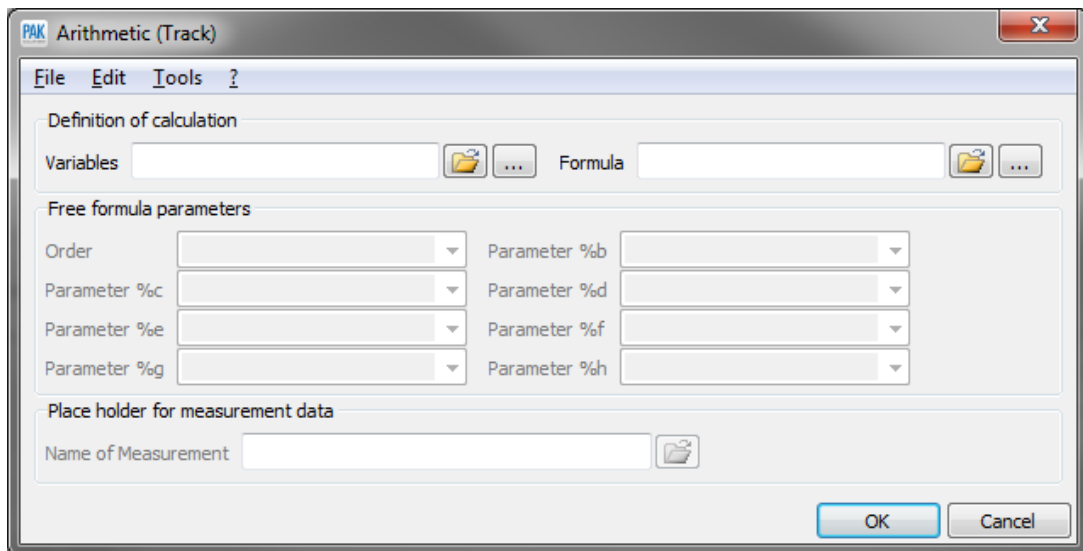 PAK Arithmetic (Track)
File Edit Tools ?
Definition of calculation
Variables ... Formula ...
Free formula parameters
Order Parameter %b
Parameter %c Parameter %d
Parameter %e Parameter %f
Parameter %g Parameter %h
Place holder for measurement data
Name of Measurement
OK Cancel